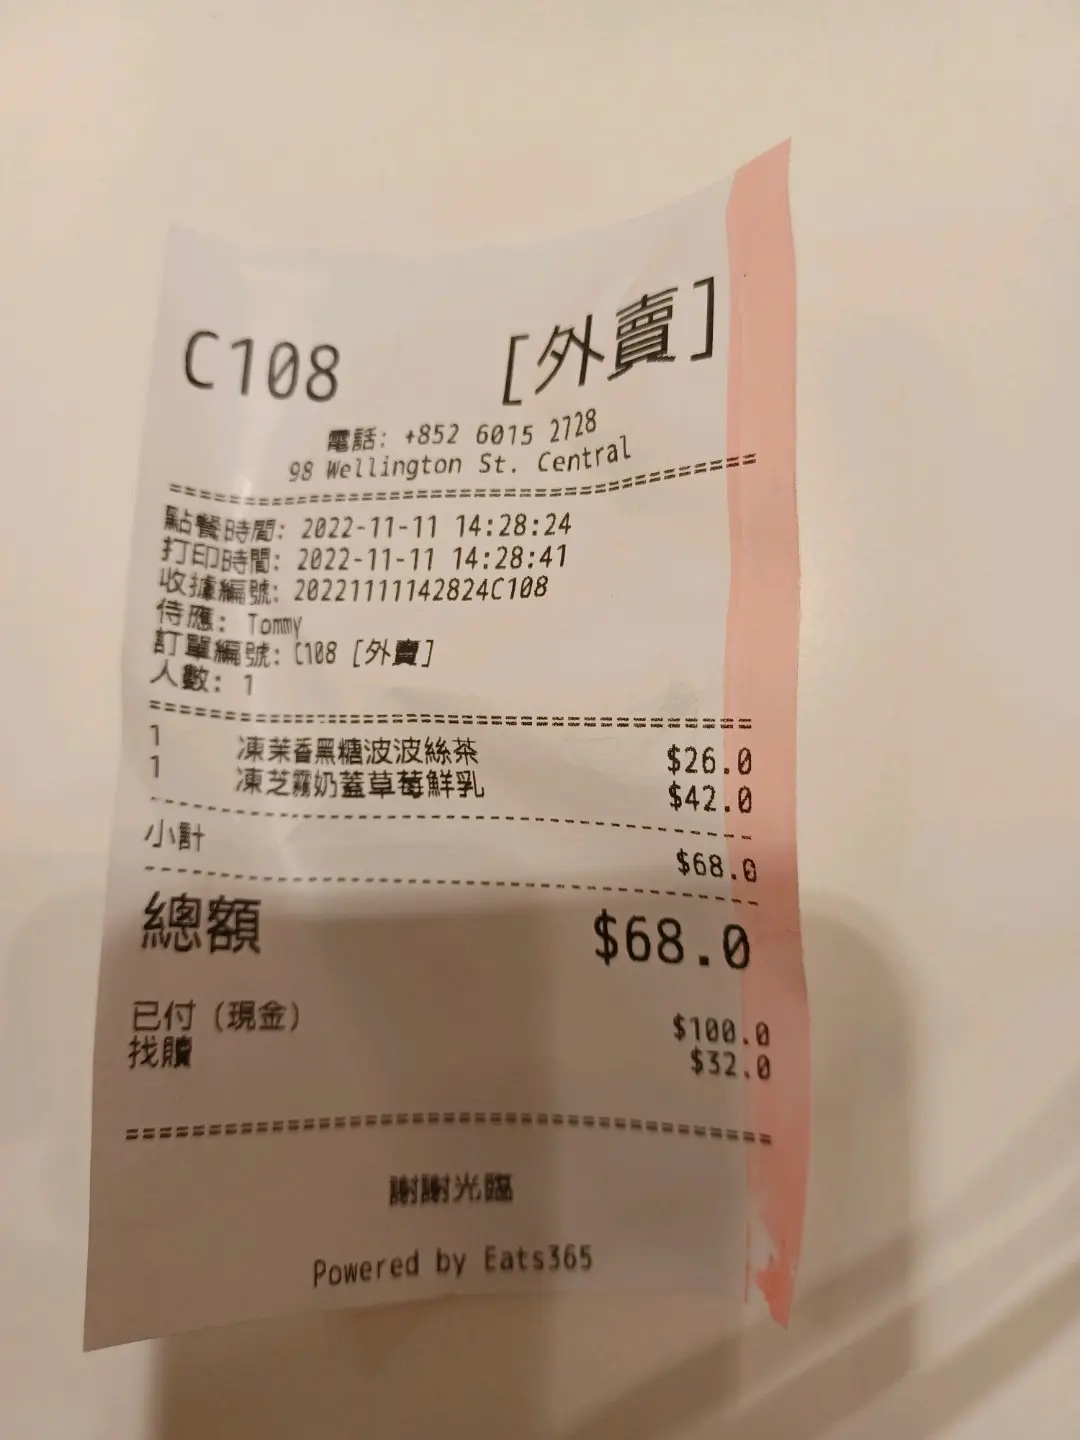 C108 [外賣]
電話: +852 6015 2728
98 Wellington St. Central
點餐時間: 2022-11-11 14:28:24
打印時間: 2022-11-11 14:28:41
收據編號: 20221111142824C108
侍應: Tommy
訂單編號: C108 [外賣]
人數: 1
1 凍茉香黑糖波波絲茶 $26.0
1 凍芝霧奶蓋草莓鮮乳 $42.0
小計 $68.0
總額 $68.0
已付 (現金) $100.0
找贖 $32.0
謝謝光臨
Powered by Eats365